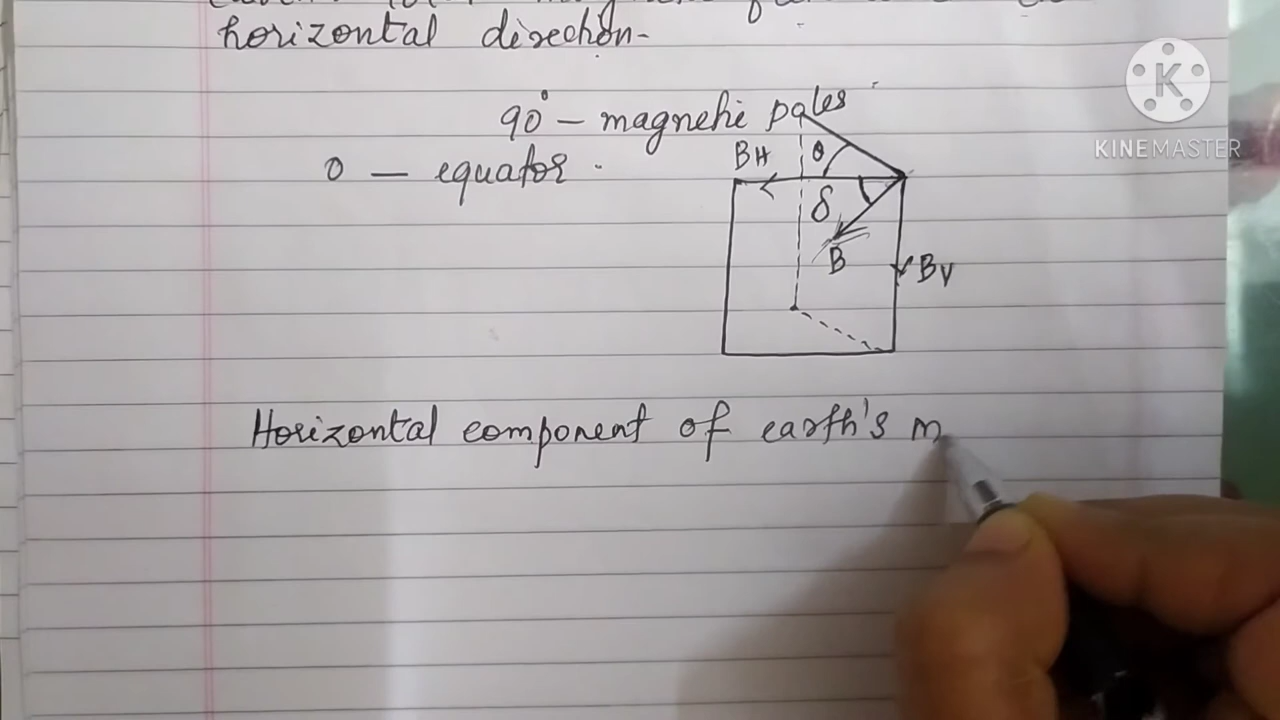 horizontal direction-
90° – magnetic poles
0 – equator .
BH
θ
δ
B
BV
Horizontal component of earth's m
K
KINEMASTER